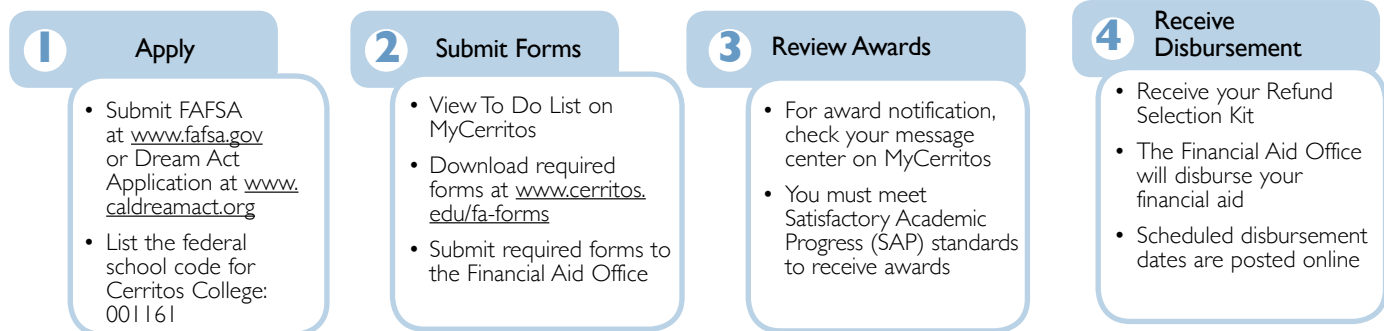 1 Apply
• Submit FAFSA
at www.fafsa.gov
or Dream Act
Application at www.
caldreamact.org
• List the federal
school code for
Cerritos College:
001161
2 Submit Forms
• View To Do List on
MyCerritos
• Download required
forms at www.cerritos.
edu/fa-forms
• Submit required forms to
the Financial Aid Office
3 Review Awards
• For award notification,
check your message
center on MyCerritos
• You must meet
Satisfactory Academic
Progress (SAP) standards
to receive awards
4 Receive
Disbursement
• Receive your Refund
Selection Kit
• The Financial Aid Office
will disburse your
financial aid
• Scheduled disbursement
dates are posted online